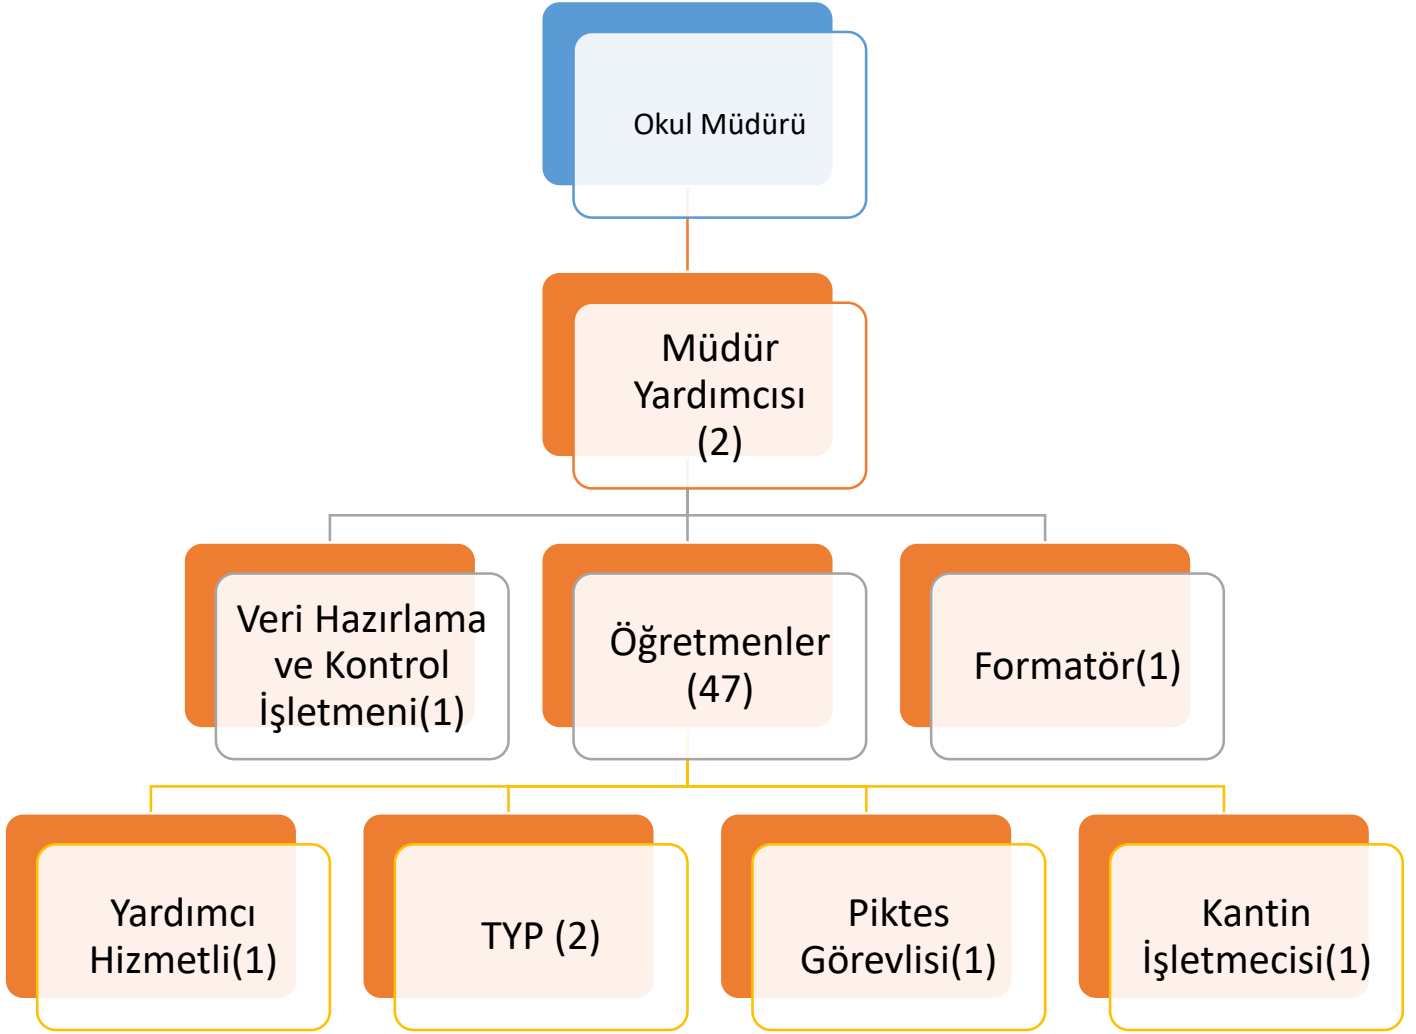 Okul Müdürü
Müdür
Yardımcısı
(2)
Veri Hazırlama
ve Kontrol
İşletmeni(1)
Öğretmenler
(47)
Formatör(1)
Yardımcı
Hizmetli(1)
TYP (2)
Piktes
Görevlisi(1)
Kantin
İşletmecisi(1)